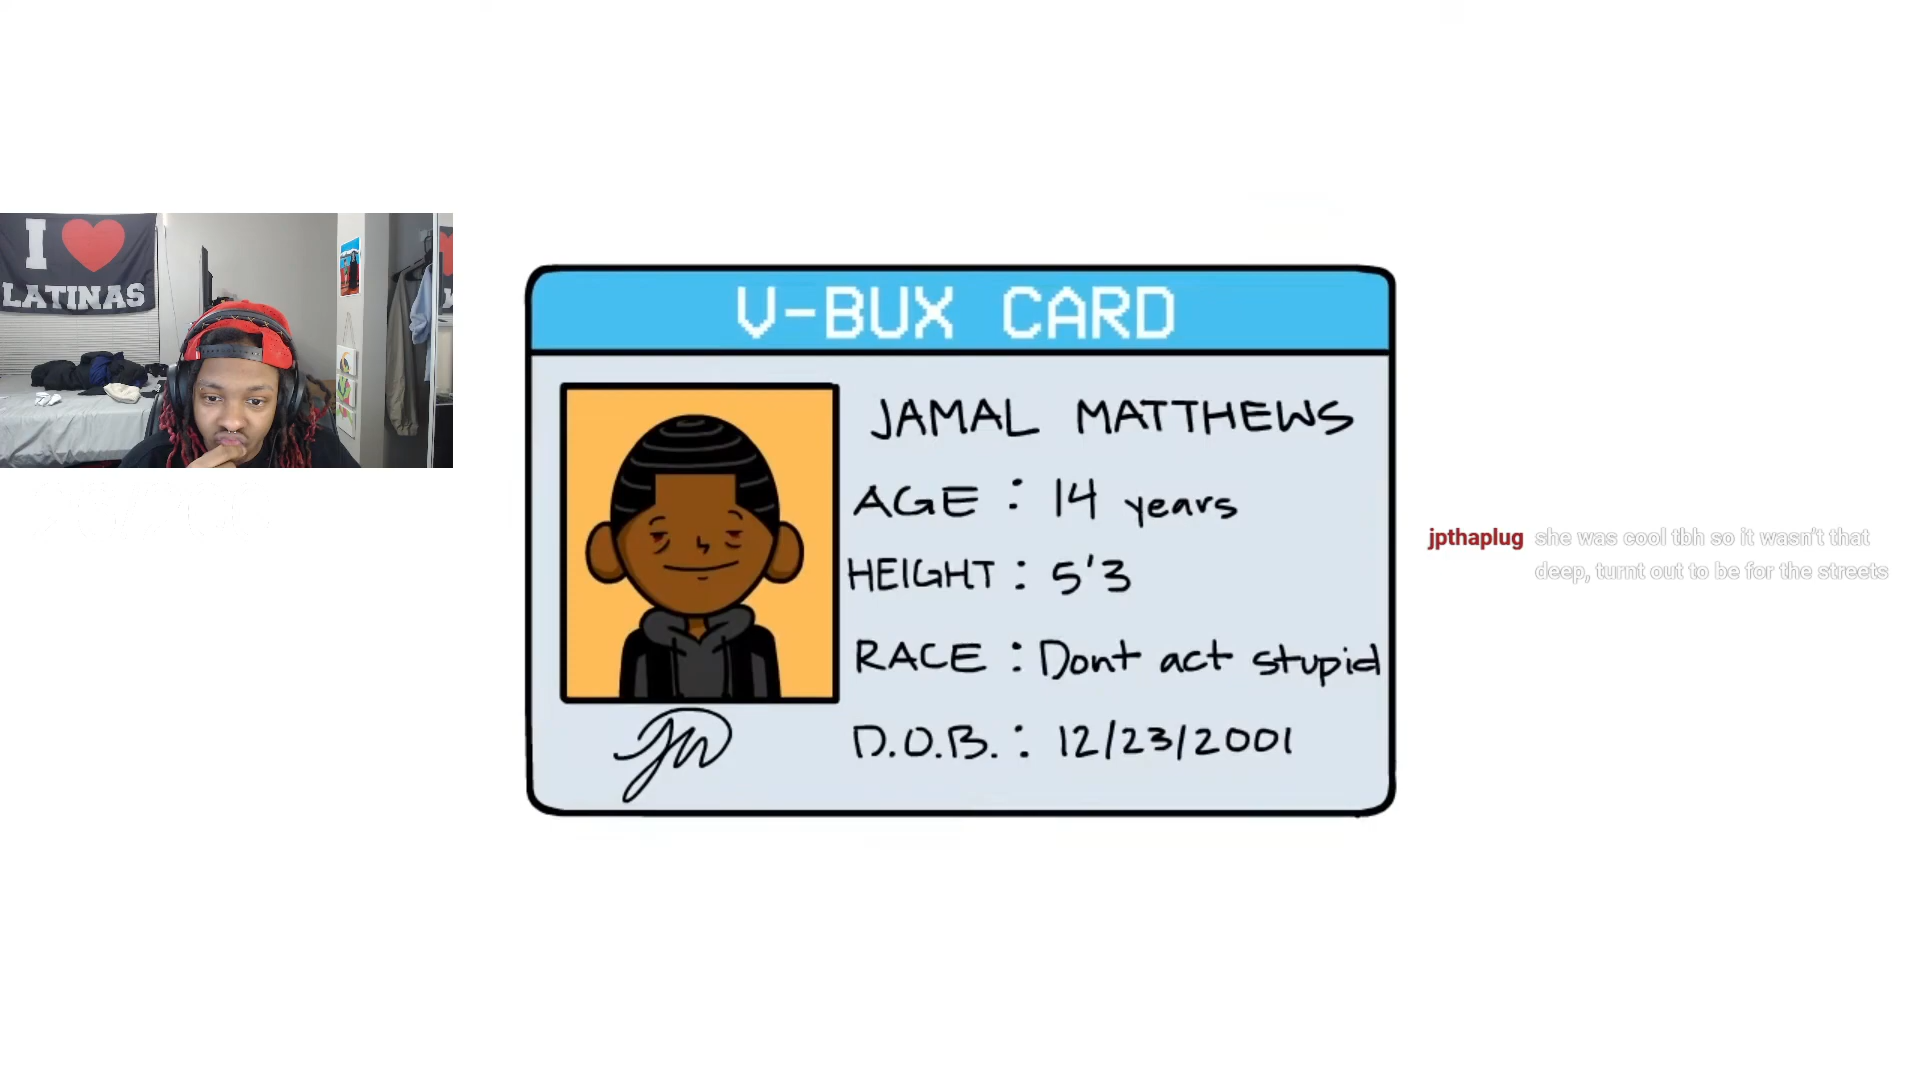 I ❤ LATINAS
V-BUX CARD
JAMAL MATTHEWS
AGE : 14 years
HEIGHT : 5'3
RACE : Dont act stupid
D.O.B. : 12/23/2001
JW
jpthaplug she was cool tbh so it wasn't that
deep, turnt out to be for the streets